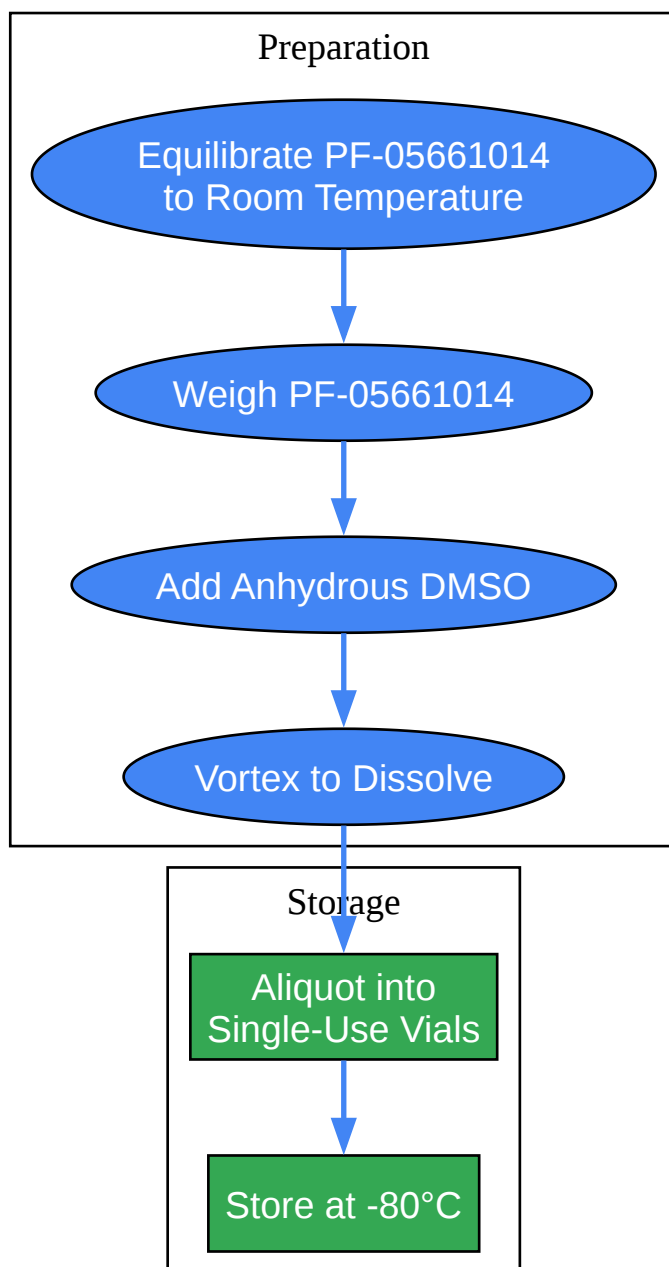 Preparation
Equilibrate PF-05661014
to Room Temperature
Weigh PF-05661014
Add Anhydrous DMSO
Vortex to Dissolve
Storage
Aliquot into
Single-Use Vials
Store at -80°C